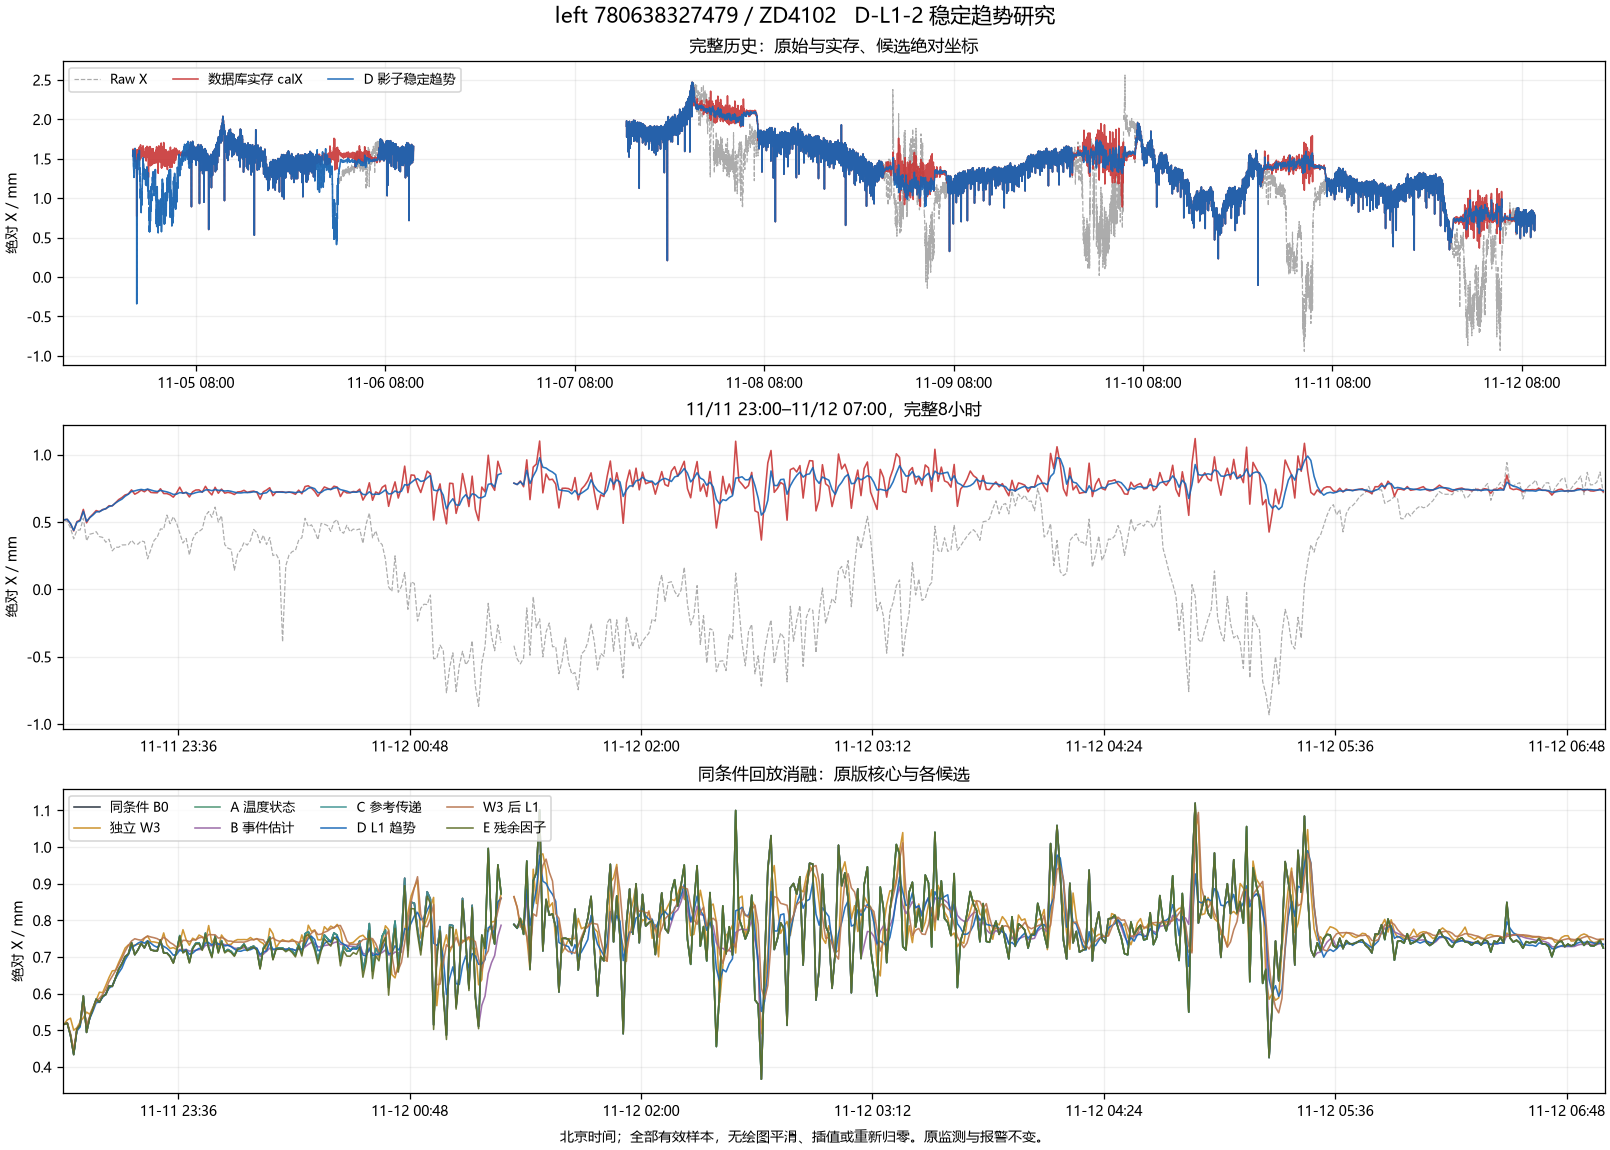 left 780638327479 / ZD4102   D-L1-2 稳定趋势研究
完整历史：原始与实存、候选绝对坐标
Raw X
数据库实存 calX
D 影子稳定趋势
绝对 X / mm
2.5
2.0
1.5
1.0
0.5
0.0
-0.5
-1.0
11-05 08:00
11-06 08:00
11-07 08:00
11-08 08:00
11-09 08:00
11-10 08:00
11-11 08:00
11-12 08:00
11/11 23:00–11/12 07:00，完整8小时
绝对 X / mm
1.0
0.5
0.0
-0.5
-1.0
11-11 23:36
11-12 00:48
11-12 02:00
11-12 03:12
11-12 04:24
11-12 05:36
11-12 06:48
同条件回放消融：原版核心与各候选
同条件 B0
独立 W3
A 温度状态
B 事件估计
C 参考传递
D L1 趋势
W3 后 L1
E 残余因子
绝对 X / mm
1.1
1.0
0.9
0.8
0.7
0.6
0.5
0.4
11-11 23:36
11-12 00:48
11-12 02:00
11-12 03:12
11-12 04:24
11-12 05:36
11-12 06:48
北京时间；全部有效样本，无绘图平滑、插值或重新归零。原监测与报警不变。